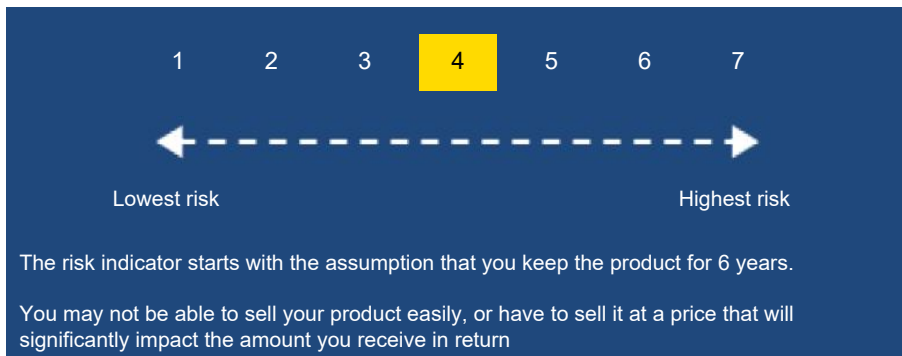 1 2 3 4 5 6 7
Lowest risk Highest risk
The risk indicator starts with the assumption that you keep the product for 6 years.
You may not be able to sell your product easily, or have to sell it at a price that will
significantly impact the amount you receive in return